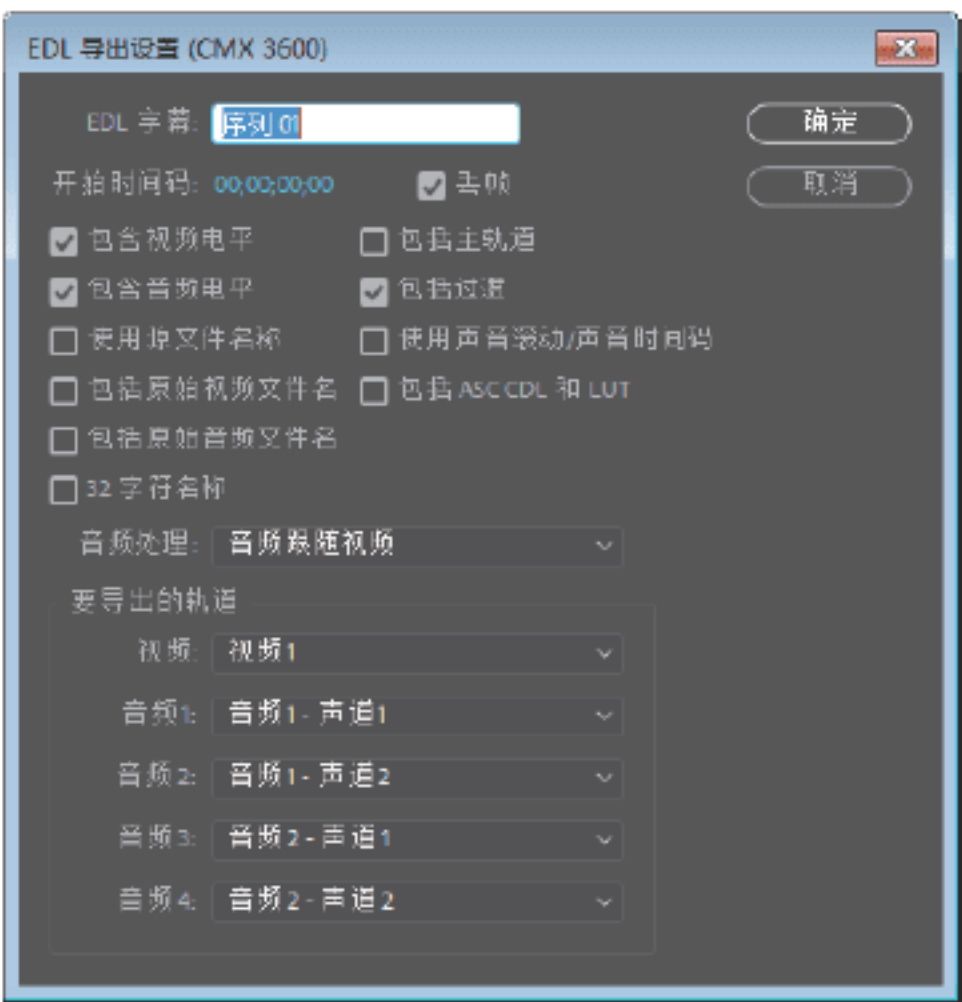 EDL 导出设置 (CMX 3600)
EDL 字幕: 序列 01 确定
开始时间码: 00;00;00;00 丢帧 取消
包含视频电平 包括主轨道
包含音频电平 包括过渡
使用源文件名称 使用声音滚动/声音时间码
包括原始视频文件名 包括 ASC CDL 和 LUT
包括原始音频文件名
32 字符名称
音频处理: 音频跟随视频
要导出的轨道
视频: 视频1
音频1: 音频1 - 声道1
音频2: 音频1 - 声道2
音频3: 音频2 - 声道1
音频4: 音频2 - 声道2